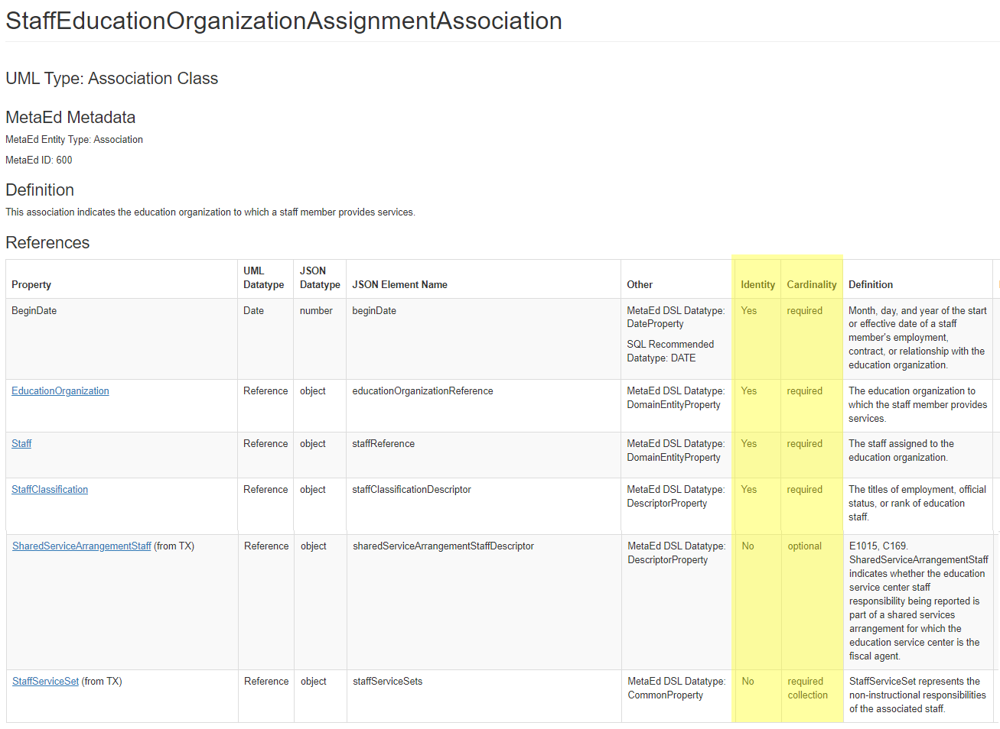 StaffEducationOrganizationAssignmentAssociation
UML Type: Association Class
MetaEd Metadata
MetaEd Entity Type: Association
MetaEd ID: 600
Definition
This association indicates the education organization to which a staff member provides services.
References
Property
UML
Datatype
JSON
Datatype
JSON Element Name
Other
Identity
Cardinality
Definition
BeginDate
Date
number
beginDate
MetaEd DSL Datatype:
DateProperty
SQL Recommended
Datatype: DATE
Yes
required
Month, day, and year of the start
or effective date of a staff
member's employment,
contract, or relationship with the
education organization.
EducationOrganization
Reference
object
educationOrganizationReference
MetaEd DSL Datatype:
DomainEntityProperty
Yes
required
The education organization to
which the staff member provides
services.
Staff
Reference
object
staffReference
MetaEd DSL Datatype:
DomainEntityProperty
Yes
required
The staff assigned to the
education organization.
StaffClassification
Reference
object
staffClassificationDescriptor
MetaEd DSL Datatype:
DescriptorProperty
Yes
required
The titles of employment, official
status, or rank of education
staff.
SharedServiceArrangementStaff (from TX)
Reference
object
sharedServiceArrangementStaffDescriptor
MetaEd DSL Datatype:
DescriptorProperty
No
optional
E1015, C169.
SharedServiceArrangementStaff
indicates whether the education
service center staff
responsibility being reported is
part of a shared services
arrangement for which the
education service center is the
fiscal agent.
StaffServiceSet (from TX)
Reference
object
staffServiceSets
MetaEd DSL Datatype:
CommonProperty
No
required
collection
StaffServiceSet represents the
non-instructional responsibilities
of the associated staff.